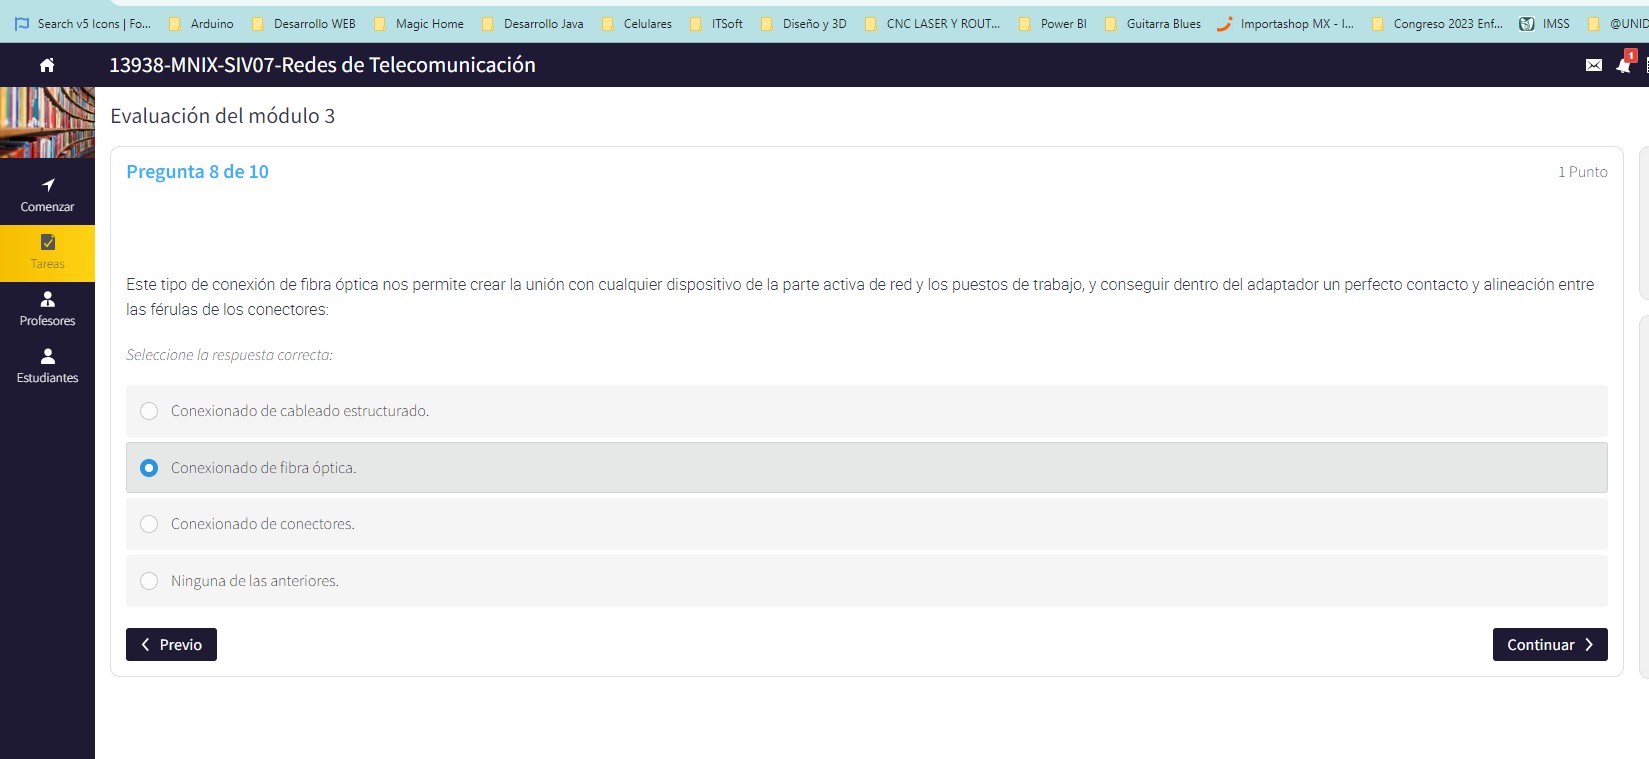 Search v5 Icons | Fo... Arduino Desarrollo WEB Magic Home Desarrollo Java Celulares ITSoft Diseño y 3D CNC LASER Y ROUT... Power BI Guitarra Blues Importashop MX - I... Congreso 2023 Enf... IMSS @UNID
13938-MNIX-SIV07-Redes de Telecomunicación
1
Evaluación del módulo 3
Pregunta 8 de 10
1 Punto
Comenzar
Tareas
Profesores
Estudiantes
Este tipo de conexión de fibra óptica nos permite crear la unión con cualquier dispositivo de la parte activa de red y los puestos de trabajo, y conseguir dentro del adaptador un perfecto contacto y alineación entre
las férulas de los conectores:
Seleccione la respuesta correcta:
Conexionado de cableado estructurado.
Conexionado de fibra óptica.
Conexionado de conectores.
Ninguna de las anteriores.
Previo
Continuar